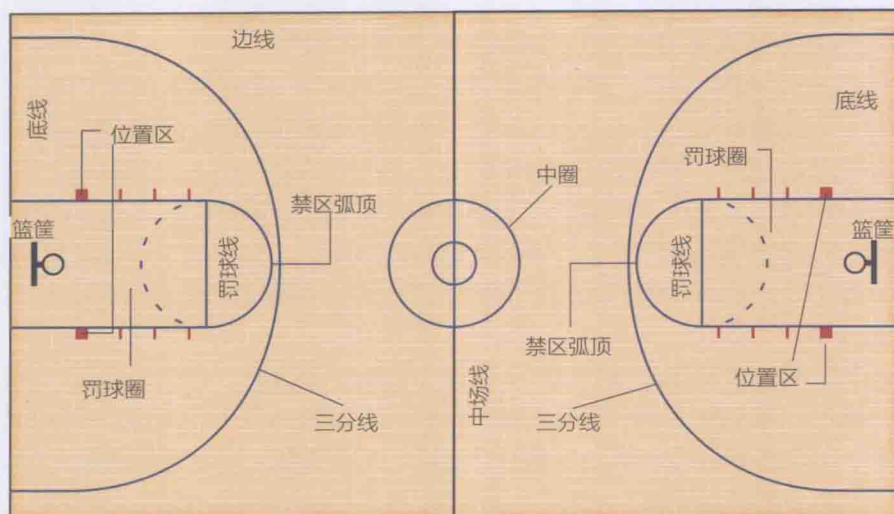 边线
底线
位置区
禁区弧顶
篮筐
罚球线
罚球圈
三分线
中圈
中场线
底线
罚球圈
篮筐
罚球线
禁区弧顶
位置区
三分线